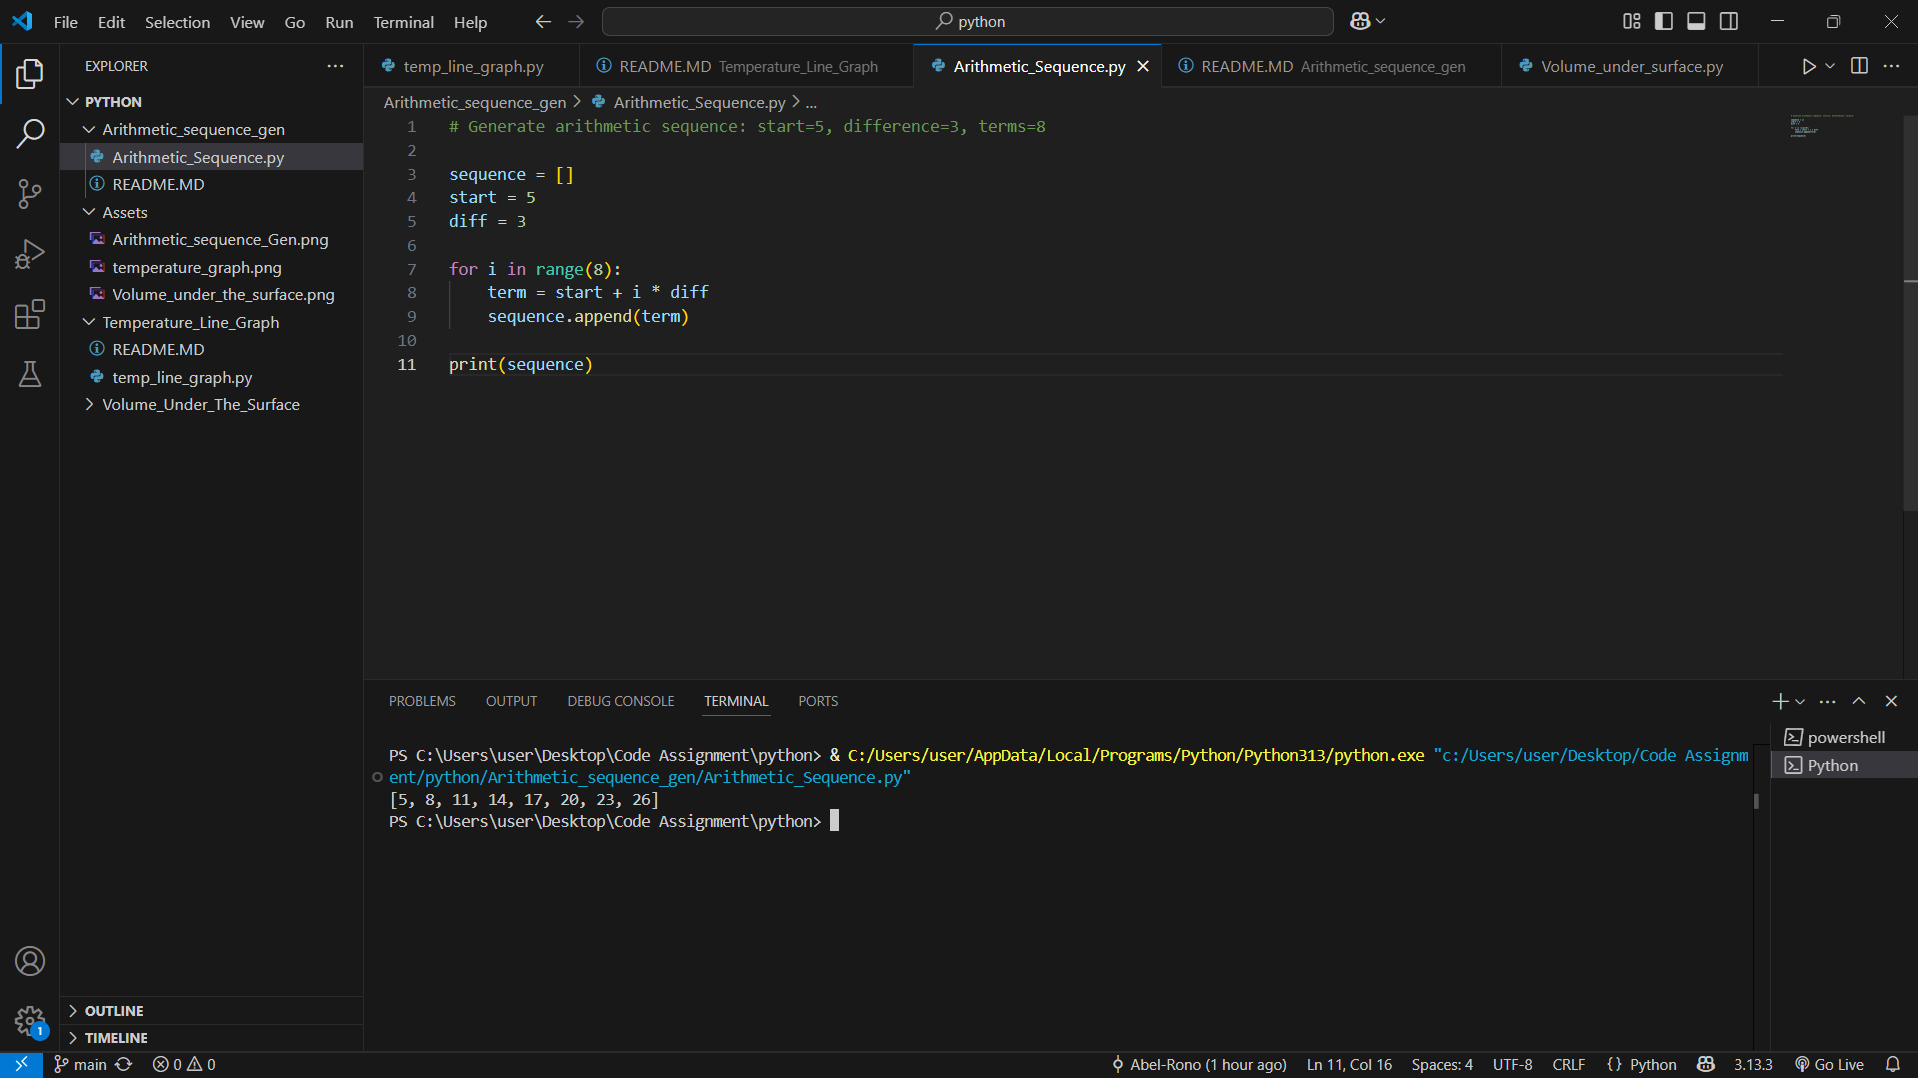 File Edit Selection View Go Run Terminal Help
python
EXPLORER
PYTHON
Arithmetic_sequence_gen
Arithmetic_Sequence.py
README.MD
Assets
Arithmetic_sequence_Gen.png
temperature_graph.png
Volume_under_the_surface.png
Temperature_Line_Graph
README.MD
temp_line_graph.py
Volume_Under_The_Surface
OUTLINE
TIMELINE
temp_line_graph.py
README.MD Temperature_Line_Graph
Arithmetic_Sequence.py
README.MD Arithmetic_sequence_gen
Volume_under_surface.py
Arithmetic_sequence_gen > Arithmetic_Sequence.py > ...
1 # Generate arithmetic sequence: start=5, difference=3, terms=8
2
3 sequence = []
4 start = 5
5 diff = 3
6
7 for i in range(8):
8 term = start + i * diff
9 sequence.append(term)
10
11 print(sequence)
PROBLEMS OUTPUT DEBUG CONSOLE TERMINAL PORTS
PS C:\Users\user\Desktop\Code Assignment\python> & C:/Users/user/AppData/Local/Programs/Python/Python313/python.exe "c:/Users/user/Desktop/Code Assignm
ent/python/Arithmetic_sequence_gen/Arithmetic_Sequence.py"
[5, 8, 11, 14, 17, 20, 23, 26]
PS C:\Users\user\Desktop\Code Assignment\python>
powershell
Python
1
main
0 0
Abel-Rono (1 hour ago) Ln 11, Col 16 Spaces: 4 UTF-8 CRLF {} Python 3.13.3 Go Live